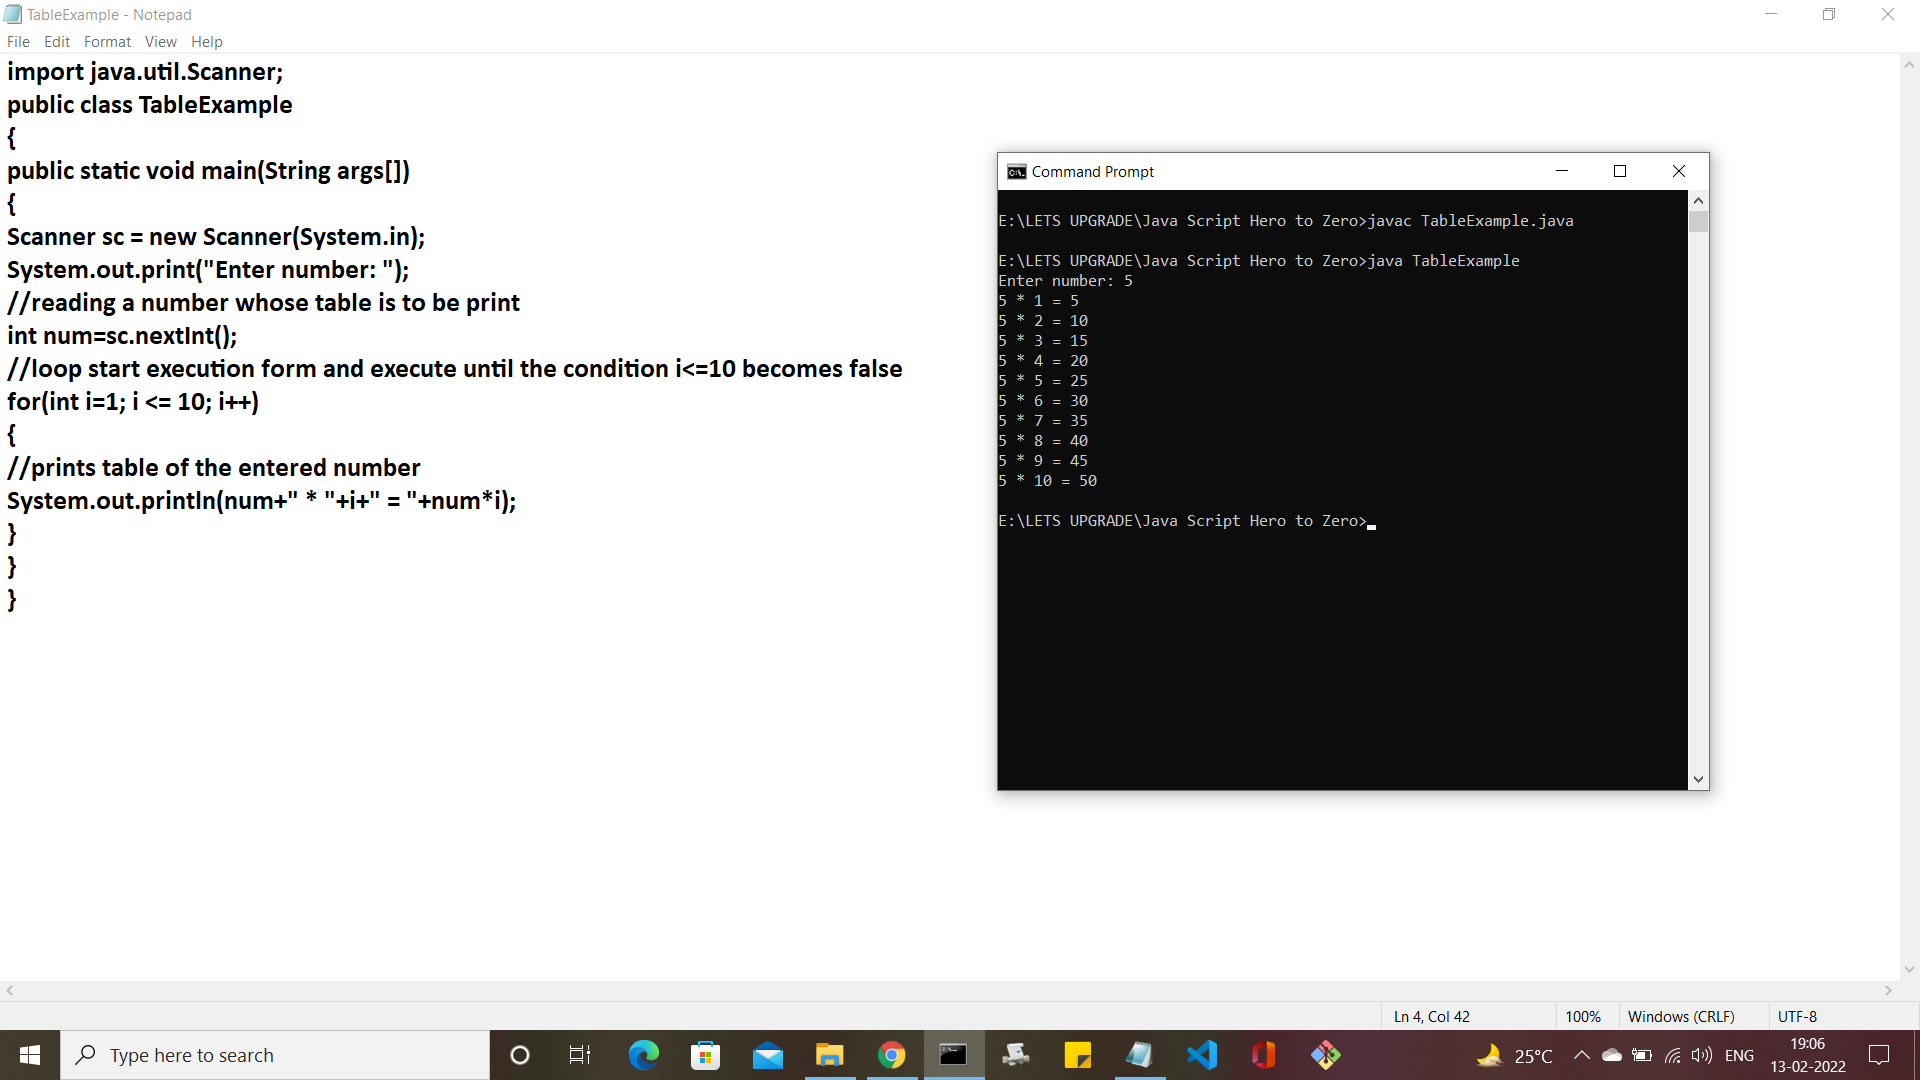 TableExample - Notepad
File Edit Format View Help
import java.util.Scanner;
public class TableExample
{
public static void main(String args[])
{
Scanner sc = new Scanner(System.in);
System.out.print("Enter number: ");
//reading a number whose table is to be print
int num=sc.nextInt();
//loop start execution form and execute until the condition i<=10 becomes false
for(int i=1; i <= 10; i++)
{
//prints table of the entered number
System.out.println(num+" * "+i+" = "+num*i);
}
}
}
Command Prompt
E:\LETS UPGRADE\Java Script Hero to Zero>javac TableExample.java
E:\LETS UPGRADE\Java Script Hero to Zero>java TableExample
Enter number: 5
5 * 1 = 5
5 * 2 = 10
5 * 3 = 15
5 * 4 = 20
5 * 5 = 25
5 * 6 = 30
5 * 7 = 35
5 * 8 = 40
5 * 9 = 45
5 * 10 = 50
E:\LETS UPGRADE\Java Script Hero to Zero>
Ln 4, Col 42 100% Windows (CRLF) UTF-8
Type here to search
25°C ENG
19:06
13-02-2022